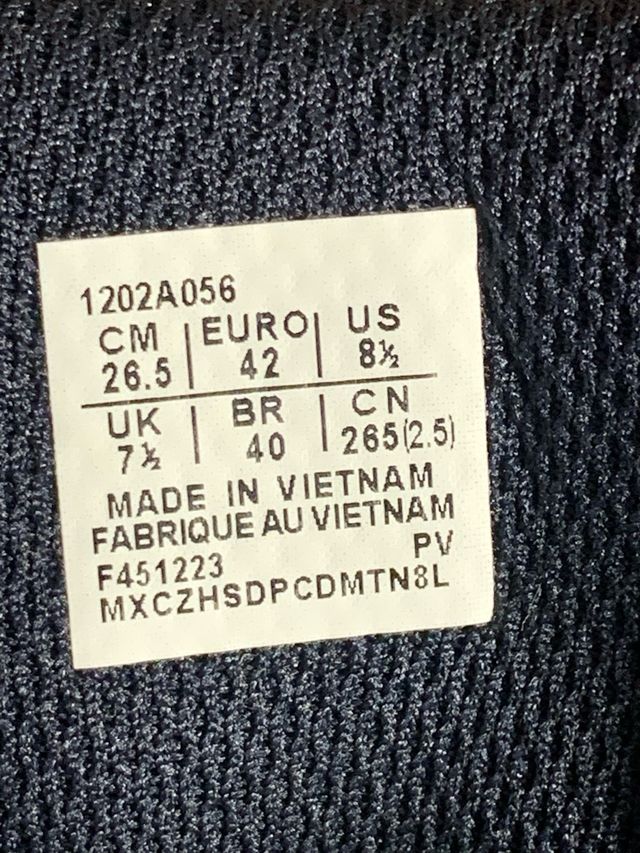 1202A056
CM | EURO | US
26.5 | 42 | 8½
UK | BR | CN
7½ | 40 | 265(2.5)
MADE IN VIETNAM
FABRIQUE AU VIETNAM
F451223 PV
MXCZHSDPCDMTN8L